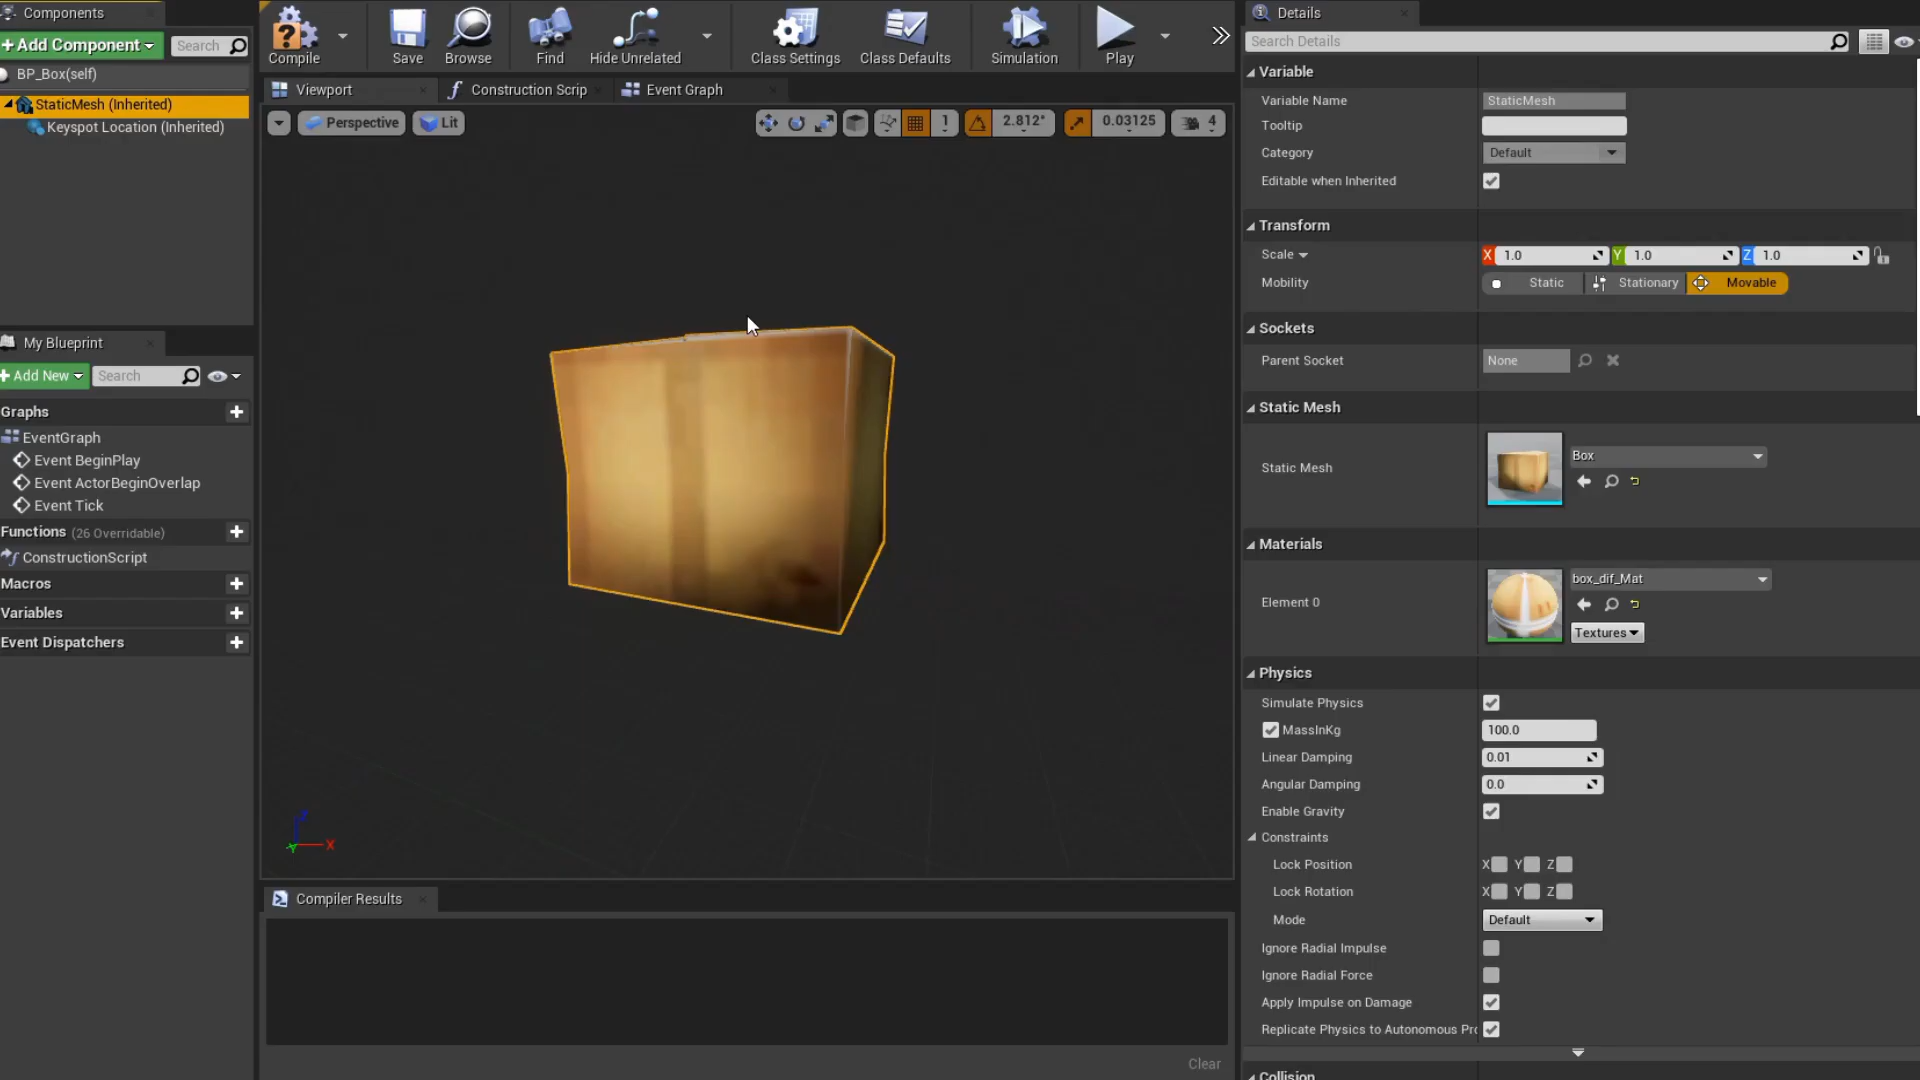 Components
Add Component
Search
BP_Box(self)
StaticMesh (Inherited)
Keyspot Location (Inherited)
My Blueprint
Add New
Search
Graphs
EventGraph
Event BeginPlay
Event ActorBeginOverlap
Event Tick
Functions (26 Overridable)
ConstructionScript
Macros
Variables
Event Dispatchers
Compile
Save
Browse
Find
Hide Unrelated
Class Settings
Class Defaults
Simulation
Play
Viewport
Construction Scrip
Event Graph
Perspective
Lit
1
2.812°
0.03125
4
Z
X
Y
Compiler Results
Clear
Details
Search Details
Variable
Variable Name
StaticMesh
Tooltip
Category
Default
Editable when Inherited
Transform
Scale
X 1.0 Y 1.0 Z 1.0
Mobility
Static Stationary Movable
Sockets
Parent Socket
None
Static Mesh
Static Mesh
Box
Materials
Element 0
box_dif_Mat
Textures
Physics
Simulate Physics
MassInKg
100.0
Linear Damping
0.01
Angular Damping
0.0
Enable Gravity
Constraints
Lock Position
X Y Z
Lock Rotation
X Y Z
Mode
Default
Ignore Radial Impulse
Ignore Radial Force
Apply Impulse on Damage
Replicate Physics to Autonomous Pro
Collision